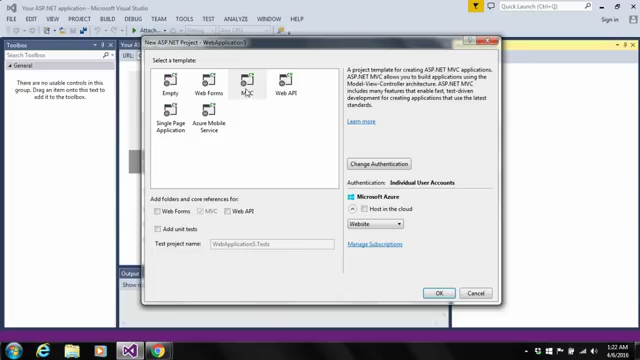 Your ASP.NET application - Microsoft Visual Studio
Quick Launch (Ctrl+Q)
FILE EDIT VIEW PROJECT BUILD DEBUG TEAM TOOLS TEST ANALYZE WINDOW HELP
Sign in
Attach...
Toolbox
Search Toolbox
General
There are no usable controls in this
group. Drag an item onto this text to
add it to the toolbox.
Your ASP
URL:
Output
Show ou
New ASP.NET Project - WebApplication5
Select a template:
Empty
Web Forms
MVC
Web API
Single Page
Application
Azure Mobile
Service
A project template for creating ASP.NET MVC applications.
ASP.NET MVC allows you to build applications using the
Model-View-Controller architecture. ASP.NET MVC
includes many features that enable fast, test-driven
development for creating applications that use the latest
standards.
Learn more
Change Authentication
Authentication: Individual User Accounts
Microsoft Azure
Host in the cloud
Website
Manage Subscriptions
Add folders and core references for:
Web Forms
MVC
Web API
Add unit tests
Test project name:
WebApplication5.Tests
OK
Cancel
1:22 AM
4/6/2016